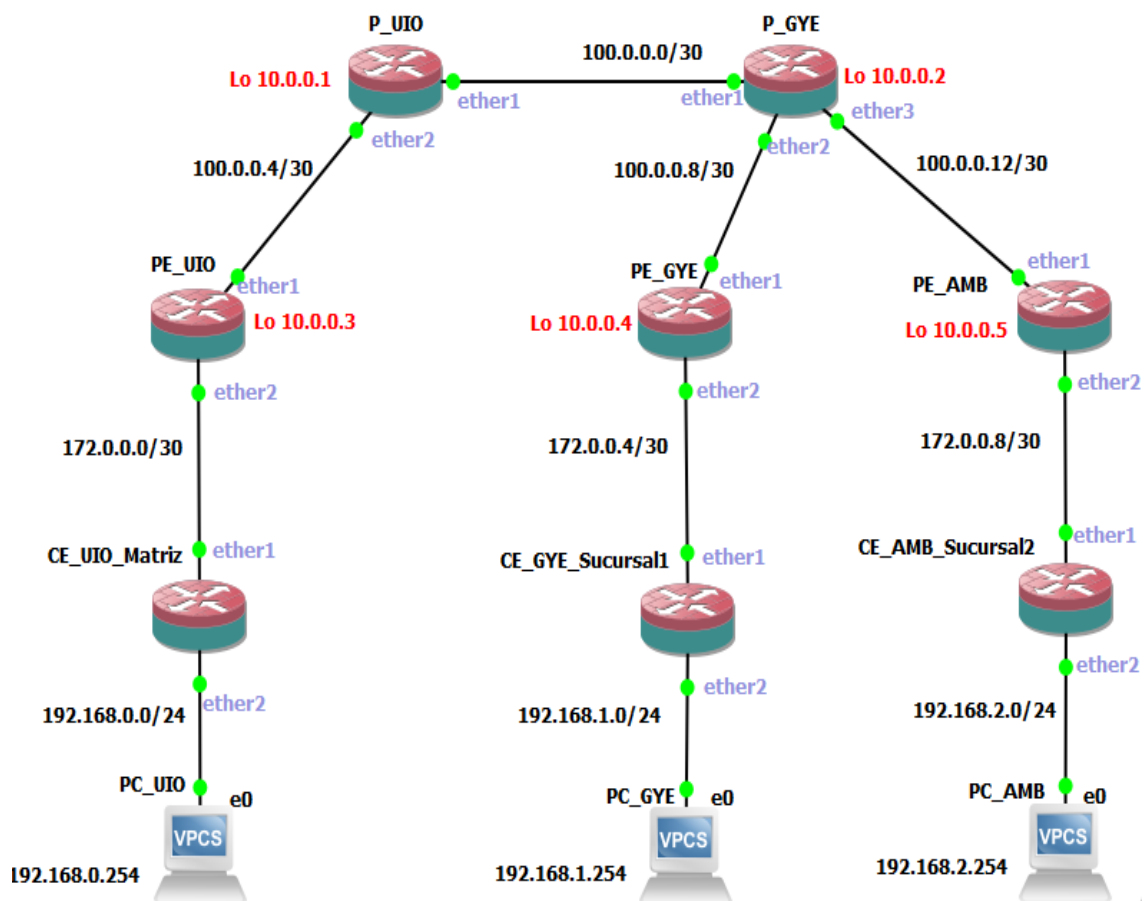 P_UIO
P_GYE
100.0.0.0/30
Lo 10.0.0.1
Lo 10.0.0.2
ether1
ether1
ether3
ether2
ether2
100.0.0.4/30
100.0.0.8/30
100.0.0.12/30
PE_UIO
PE_GYE
PE_AMB
ether1
ether1
ether1
Lo 10.0.0.3
Lo 10.0.0.4
Lo 10.0.0.5
ether2
ether2
ether2
172.0.0.0/30
172.0.0.4/30
172.0.0.8/30
CE_UIO_Matriz
ether1
CE_GYE_Sucursal1
ether1
CE_AMB_Sucursal2
ether1
ether2
ether2
ether2
192.168.0.0/24
192.168.1.0/24
192.168.2.0/24
PC_UIO
e0
PC_GYE
e0
PC_AMB
e0
VPCS
VPCS
VPCS
192.168.0.254
192.168.1.254
192.168.2.254